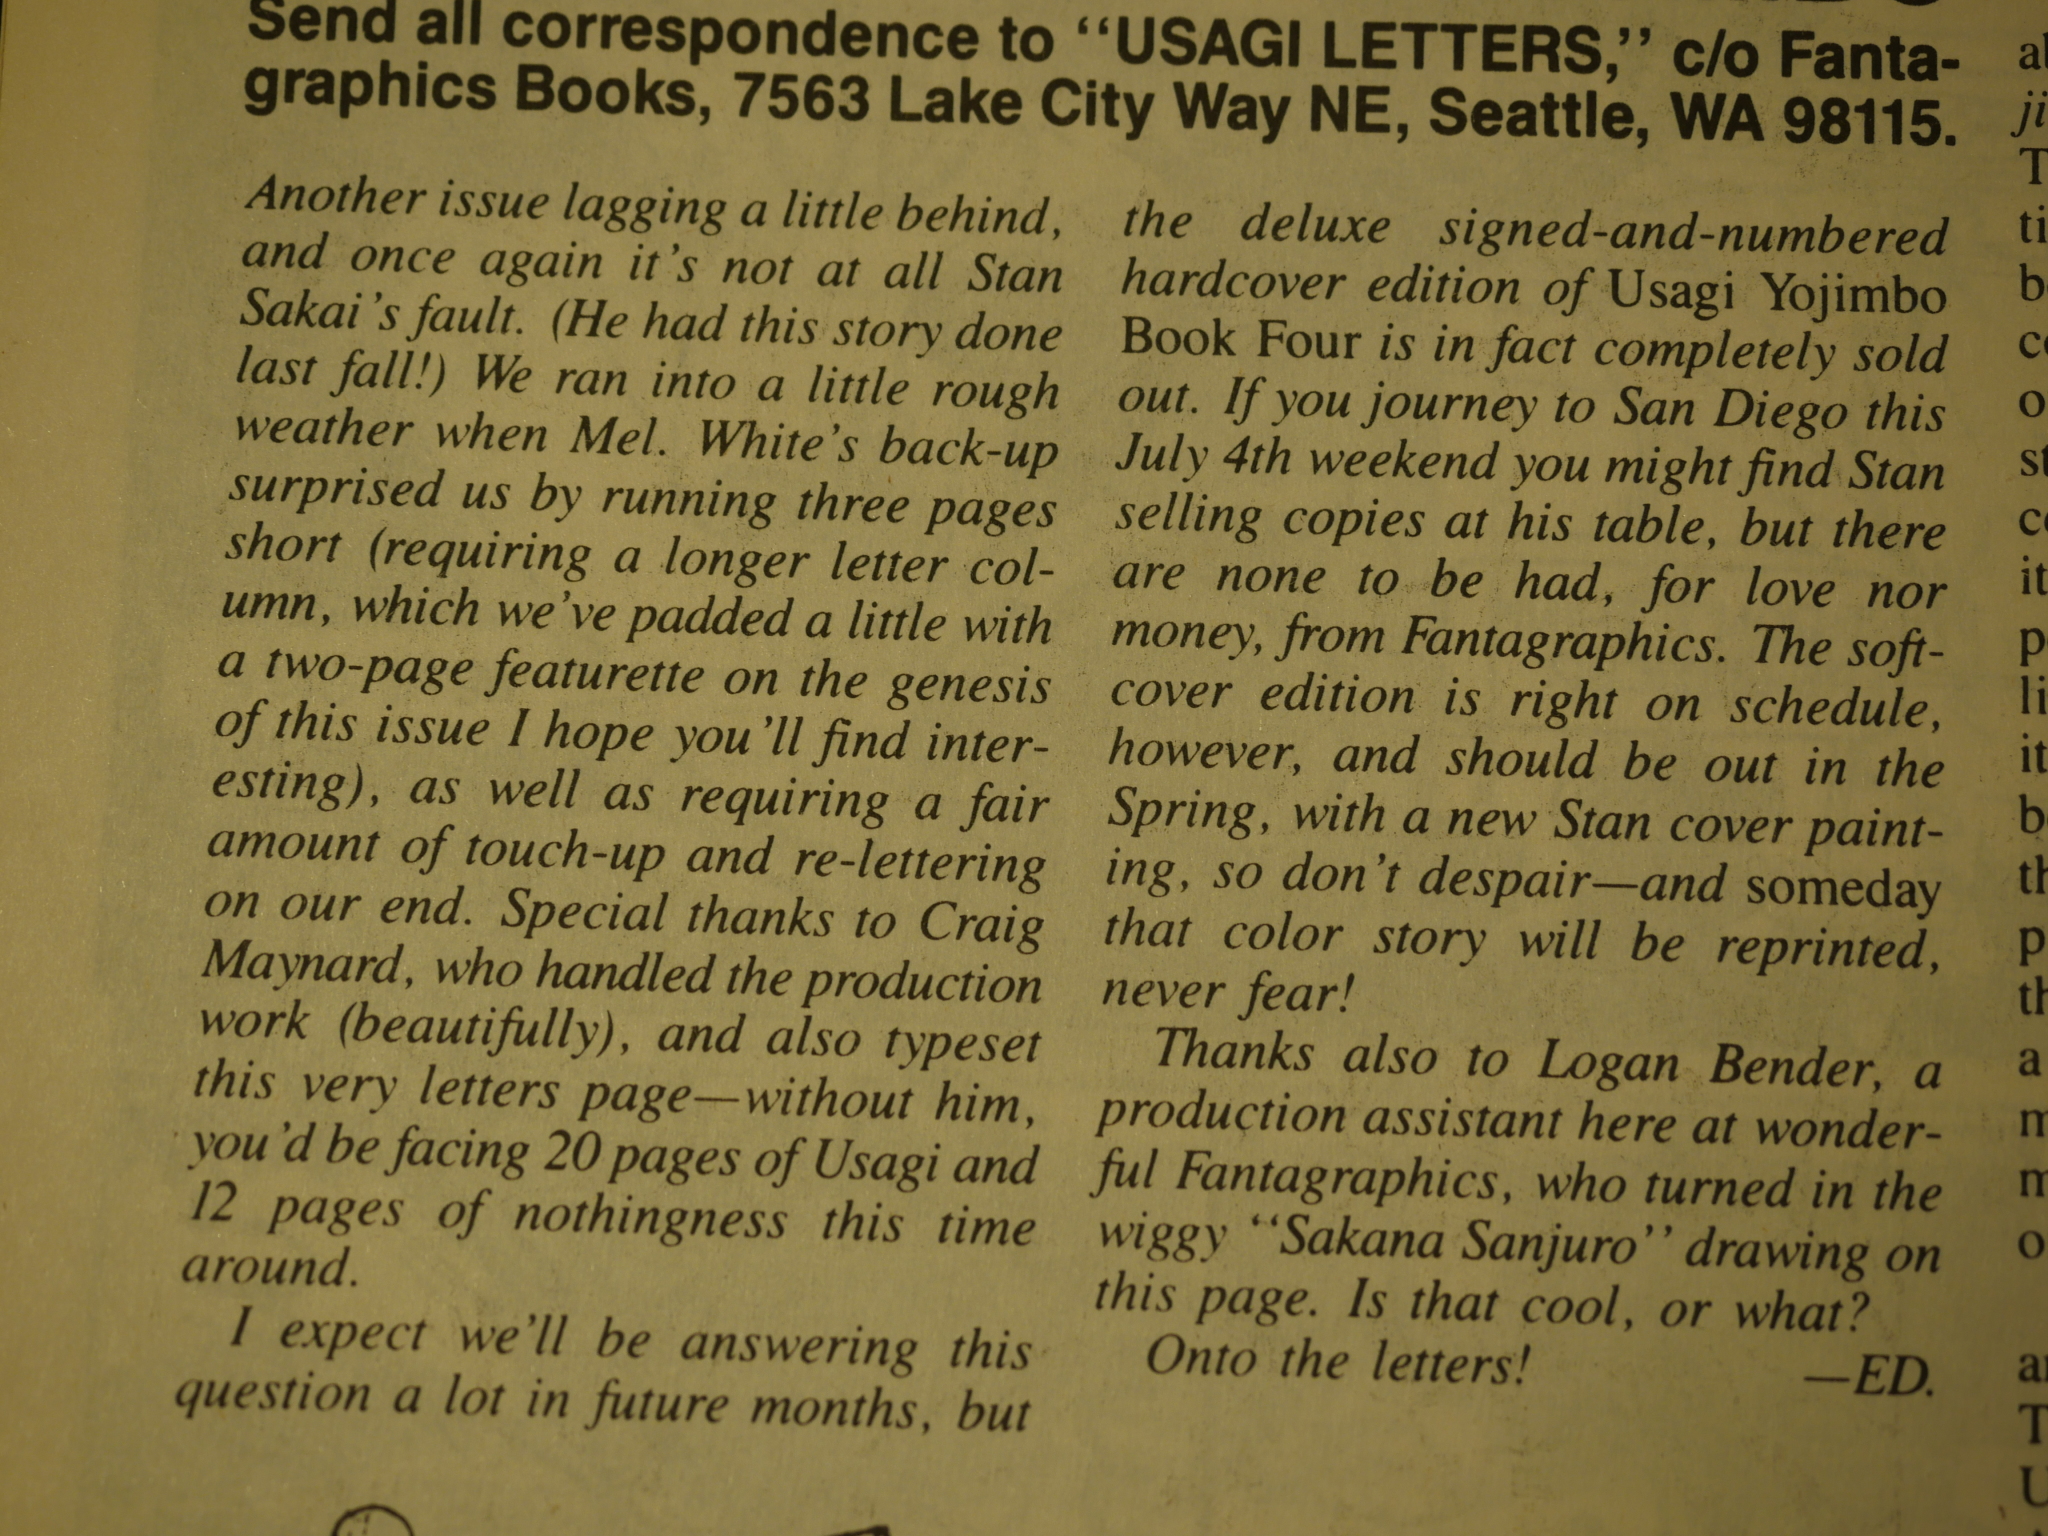 Send all correspondence to "USAGI LETTERS," c/o Fanta-
graphics Books, 7563 Lake City Way NE, Seattle, WA 98115.
Another issue lagging a little behind,
and once again it's not at all Stan
Sakai's fault. (He had this story done
last fall!) We ran into a little rough
weather when Mel. White's back-up
surprised us by running three pages
short (requiring a longer letter col-
umn, which we've padded a little with
a two-page featurette on the genesis
of this issue I hope you'll find inter-
esting), as well as requiring a fair
amount of touch-up and re-lettering
on our end. Special thanks to Craig
Maynard, who handled the production
work (beautifully), and also typeset
this very letters page—without him,
you'd be facing 20 pages of Usagi and
12 pages of nothingness this time
around.
I expect we'll be answering this
question a lot in future months, but
the deluxe signed-and-numbered
hardcover edition of Usagi Yojimbo
Book Four is in fact completely sold
out. If you journey to San Diego this
July 4th weekend you might find Stan
selling copies at his table, but there
are none to be had, for love nor
money, from Fantagraphics. The soft-
cover edition is right on schedule,
however, and should be out in the
Spring, with a new Stan cover paint-
ing, so don't despair—and someday
that color story will be reprinted,
never fear!
Thanks also to Logan Bender, a
production assistant here at wonder-
ful Fantagraphics, who turned in the
wiggy "Sakana Sanjuro" drawing on
this page. Is that cool, or what?
Onto the letters! —ED.